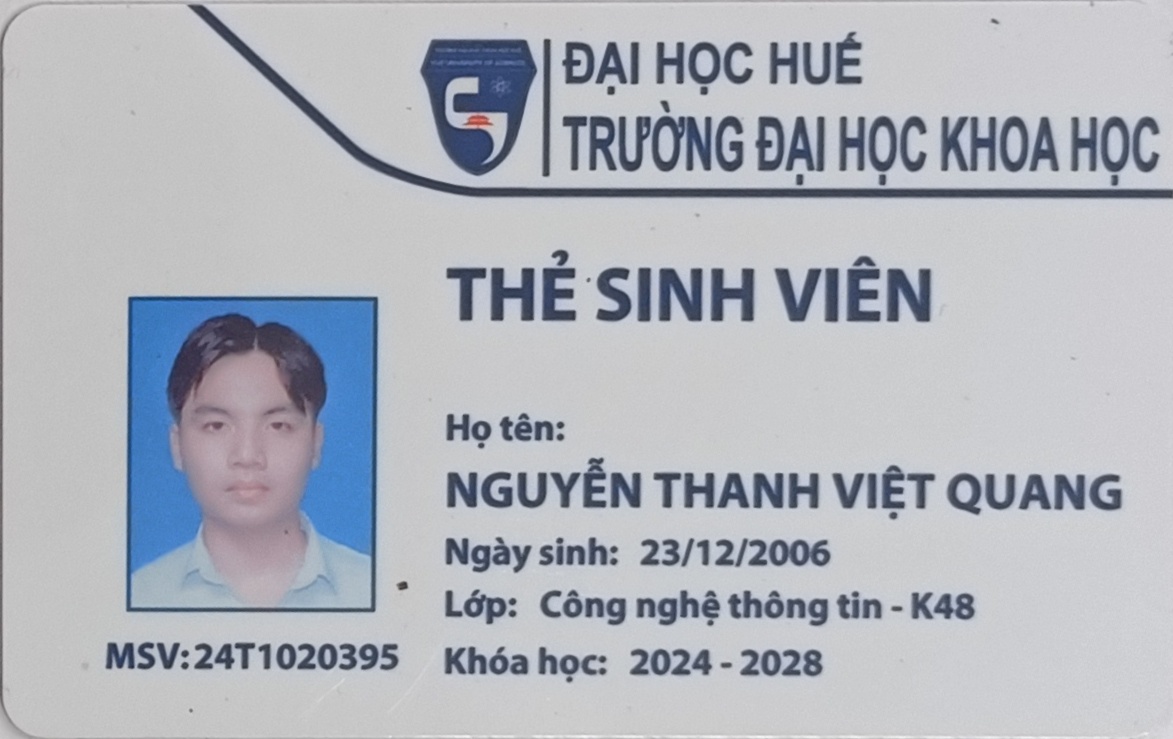 ĐẠI HỌC HUẾ
TRƯỜNG ĐẠI HỌC KHOA HỌC
THẺ SINH VIÊN
Họ tên:
NGUYỄN THANH VIỆT QUANG
Ngày sinh: 23/12/2006
Lớp: Công nghệ thông tin - K48
Khóa học: 2024 - 2028
MSV:24T1020395